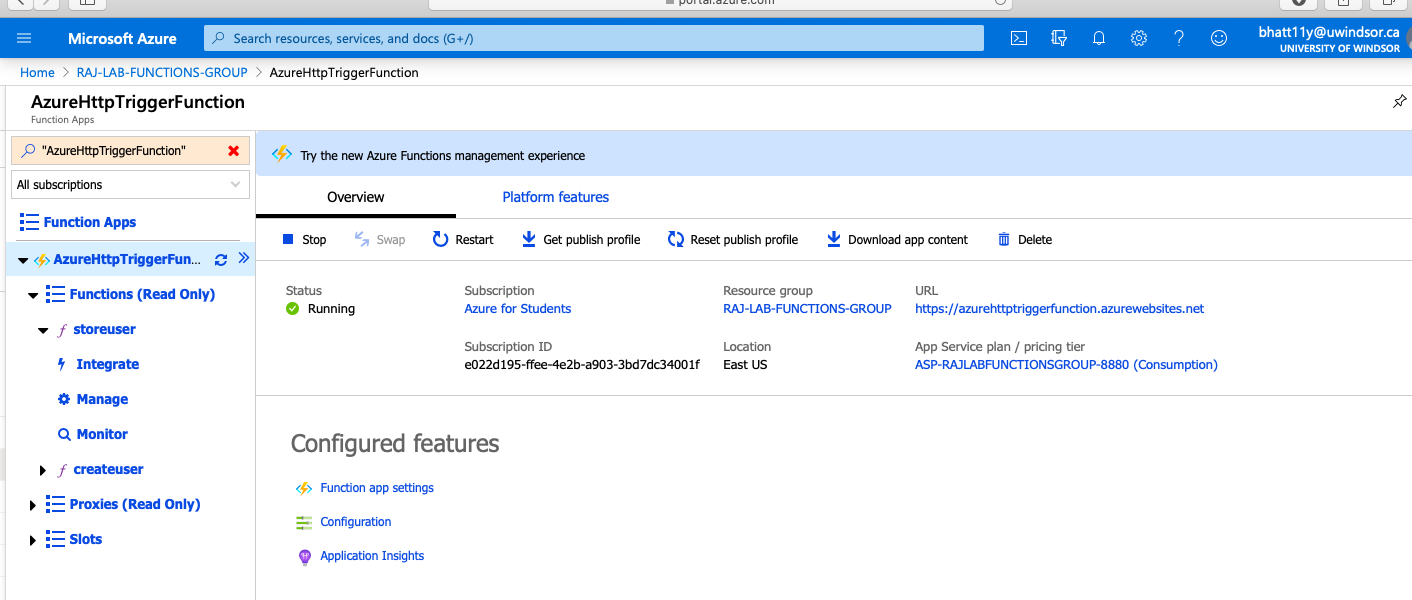 portal.azure.com
Microsoft Azure
Search resources, services, and docs (G+/)
bhatt11y@uwindsor.ca
UNIVERSITY OF WINDSOR
Home > RAJ-LAB-FUNCTIONS-GROUP > AzureHttpTriggerFunction
AzureHttpTriggerFunction
Function Apps
"AzureHttpTriggerFunction"
All subscriptions
Function Apps
AzureHttpTriggerFun...
Functions (Read Only)
storeuser
Integrate
Manage
Monitor
createuser
Proxies (Read Only)
Slots
Try the new Azure Functions management experience
Overview Platform features
Stop Swap Restart Get publish profile Reset publish profile Download app content Delete
Status Subscription Resource group URL
Running Azure for Students RAJ-LAB-FUNCTIONS-GROUP https://azurehttptriggerfunction.azurewebsites.net
Subscription ID Location App Service plan / pricing tier
e022d195-ffee-4e2b-a903-3bd7dc34001f East US ASP-RAJLABFUNCTIONSGROUP-8880 (Consumption)
Configured features
Function app settings
Configuration
Application Insights